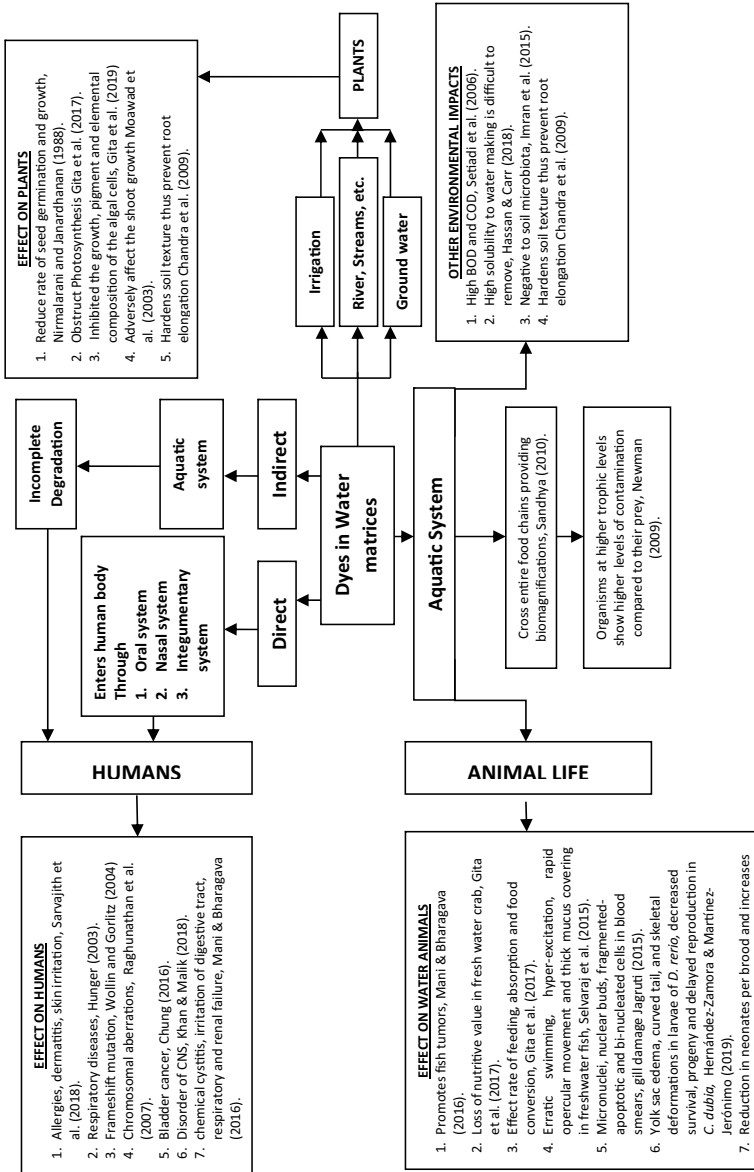 EFFECT ON HUMANS
1. Allergies, dermatitis, skin irritation, Sarvajith et
al. (2018).
2. Respiratory diseases, Hunger (2003).
3. Frameshift mutation, Wollin and Gorlitz (2004)
4. Chromosomal aberrations, Raghunathan et al.
(2007).
5. Bladder cancer, Chung (2016).
6. Disorder of CNS, Khan & Malik (2018).
7. chemical cystitis, irritation of digestive tract,
respiratory and renal failure, Mani & Bharagava
(2016).
HUMANS
Enters human body
Through
1. Oral system
2. Nasal system
3. Integumentary
system
Incomplete
Degradation
Aquatic
system
Direct
Indirect
Dyes in Water
matrices
EFFECT ON PLANTS
1. Reduce rate of seed germination and growth,
Nirmalarani and Janardhanan (1988).
2. Obstruct Photosynthesis Gita et al. (2017).
3. Inhibited the growth, pigment and elemental
composition of the algal cells, Gita et al. (2019)
4. Adversely affect the shoot growth Moawad et
al. (2003).
5. Hardens soil texture thus prevent root
elongation Chandra et al. (2009).
PLANTS
Irrigation
River, Streams, etc.
Ground water
Aquatic System
ANIMAL LIFE
EFFECT ON WATER ANIMALS
1. Promotes fish tumors, Mani & Bharagava
(2016).
2. Loss of nutritive value in fresh water crab, Gita
et al. (2017).
3. Effect rate of feeding, absorption and food
conversion, Gita et al. (2017).
4. Erratic swimming, hyper-excitation, rapid
opercular movement and thick mucus covering
in freshwater fish, Selvaraj et al. (2015).
5. Micronuclei, nuclear buds, fragmented-
apoptotic and bi-nucleated cells in blood
smears, gill damage Jagruti (2015).
6. Yolk sac edema, curved tail, and skeletal
deformations in larvae of D. rerio, decreased
survival, progeny and delayed reproduction in
C. dubia, Hernández-Zamora & Martínez-
Jerónimo (2019).
7. Reduction in neonates per brood and increases
Cross entire food chains providing
biomagnifications, Sandhya (2010).
Organisms at higher trophic levels
show higher levels of contamination
compared to their prey, Newman
(2009).
OTHER ENVIRONMENTAL IMPACTS
1. High BOD and COD, Setiadi et al. (2006).
2. High solubility to water making is difficult to
remove, Hassan & Carr (2018).
3. Negative to soil microbiota, Imran et al. (2015).
4. Hardens soil texture thus prevent root
elongation Chandra et al. (2009).